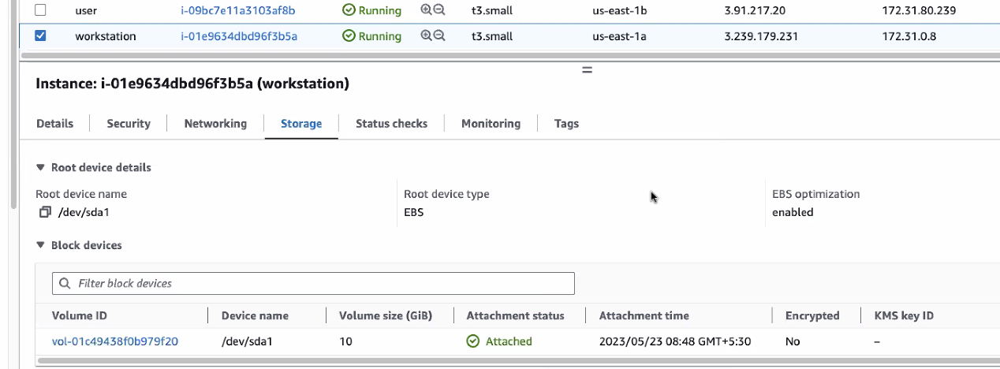 user i-09bc7e11a3103af8b Running t3.small us-east-1b 3.91.217.20 172.31.80.239
workstation i-01e9634dbd96f3b5a Running t3.small us-east-1a 3.239.179.231 172.31.0.8
Instance: i-01e9634dbd96f3b5a (workstation)
Details Security Networking Storage Status checks Monitoring Tags
Root device details
Root device name Root device type EBS optimization
/dev/sda1 EBS enabled
Block devices
Filter block devices
Volume ID Device name Volume size (GiB) Attachment status Attachment time Encrypted KMS key ID
vol-01c49438f0b979f20 /dev/sda1 10 Attached 2023/05/23 08:48 GMT+5:30 No –